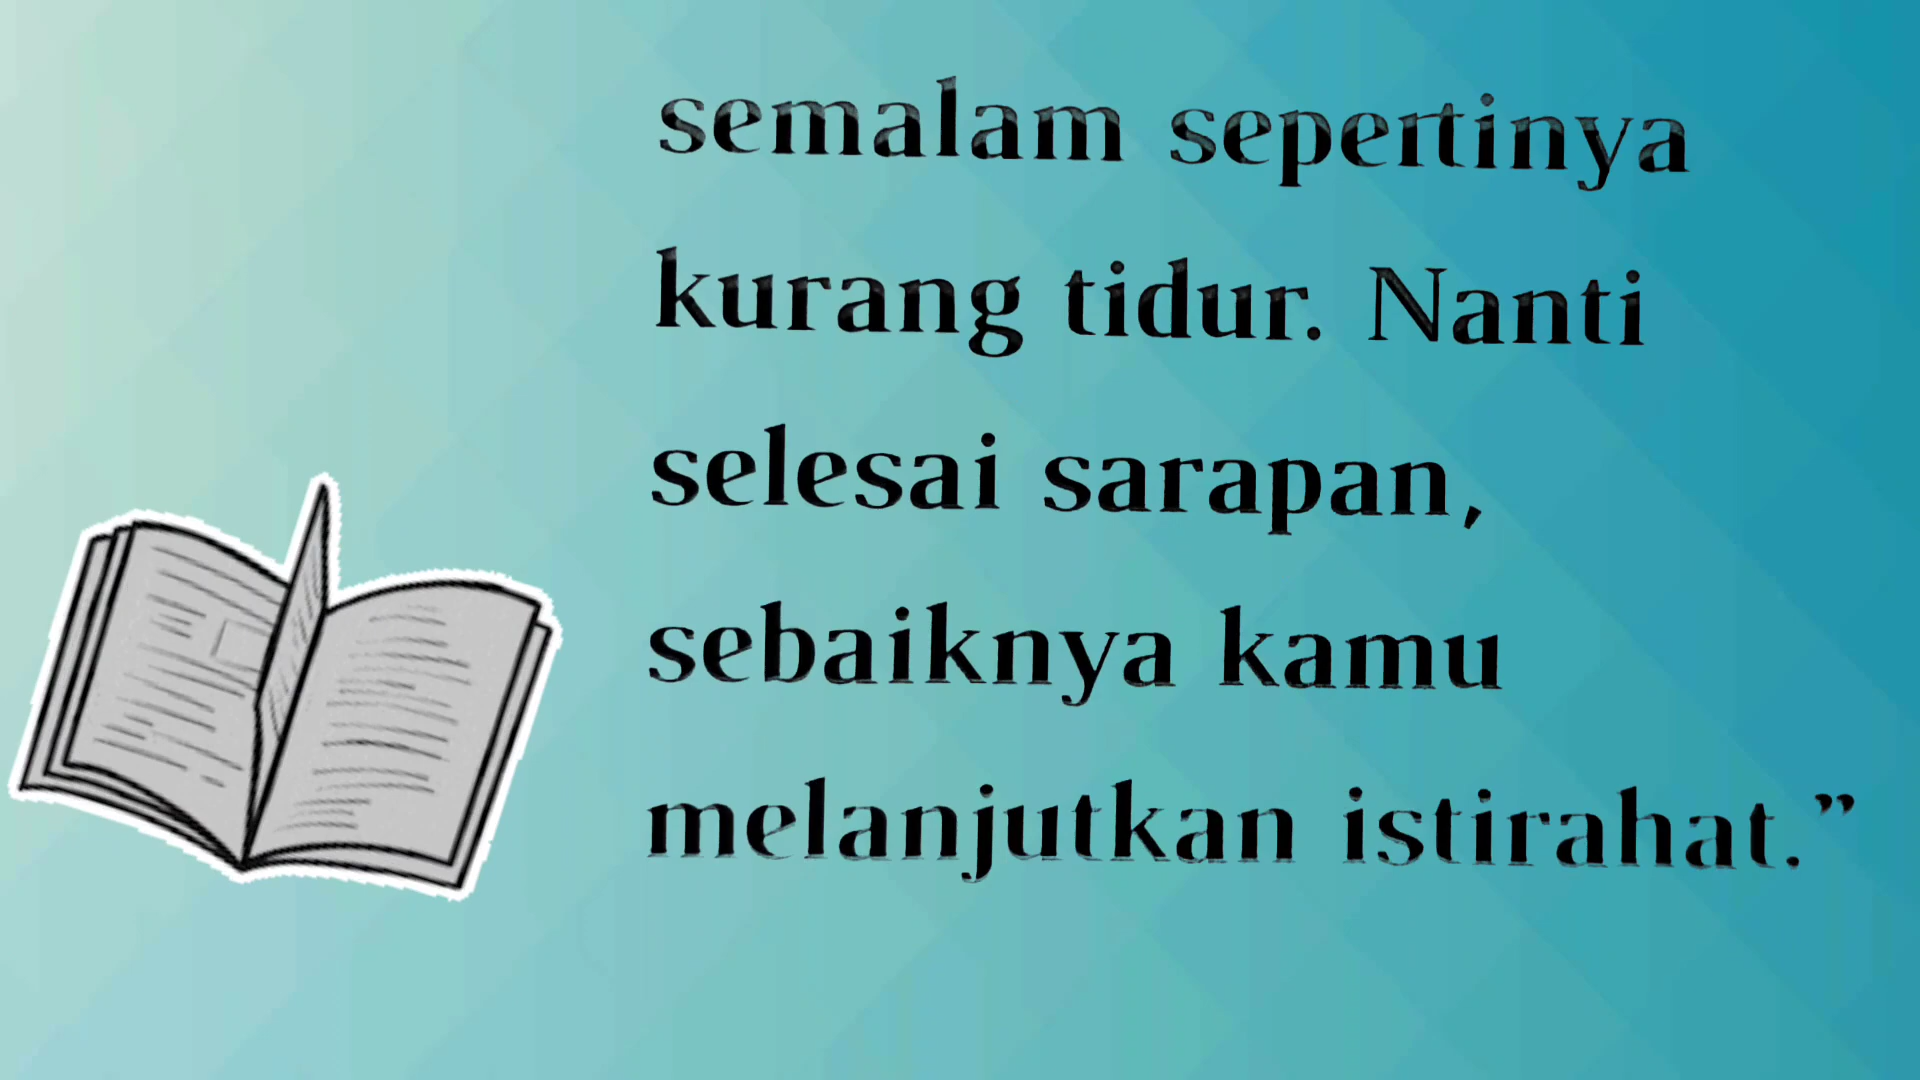 semalam sepertinya
kurang tidur. Nanti
selesai sarapan,
sebaiknya kamu
melanjutkan istirahat.”